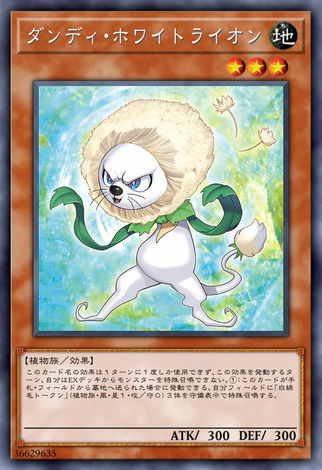 ダンディ・ホワイトライオン
地
ち
【植物族/効果】
このカード名の効果は1ターンに1度しか使用できず、この効果を発動するタ
ーン、自分はEXデッキからモンスターを特殊召喚できない。①:このカードが手
札・フィールドから墓地へ送られた場合に発動できる。自分フィールドに「白綿
毛トークン」(植物族・風・星1・攻/守0)3体を守備表示で特殊召喚する。
ATK/ 300 DEF/ 300
36629635